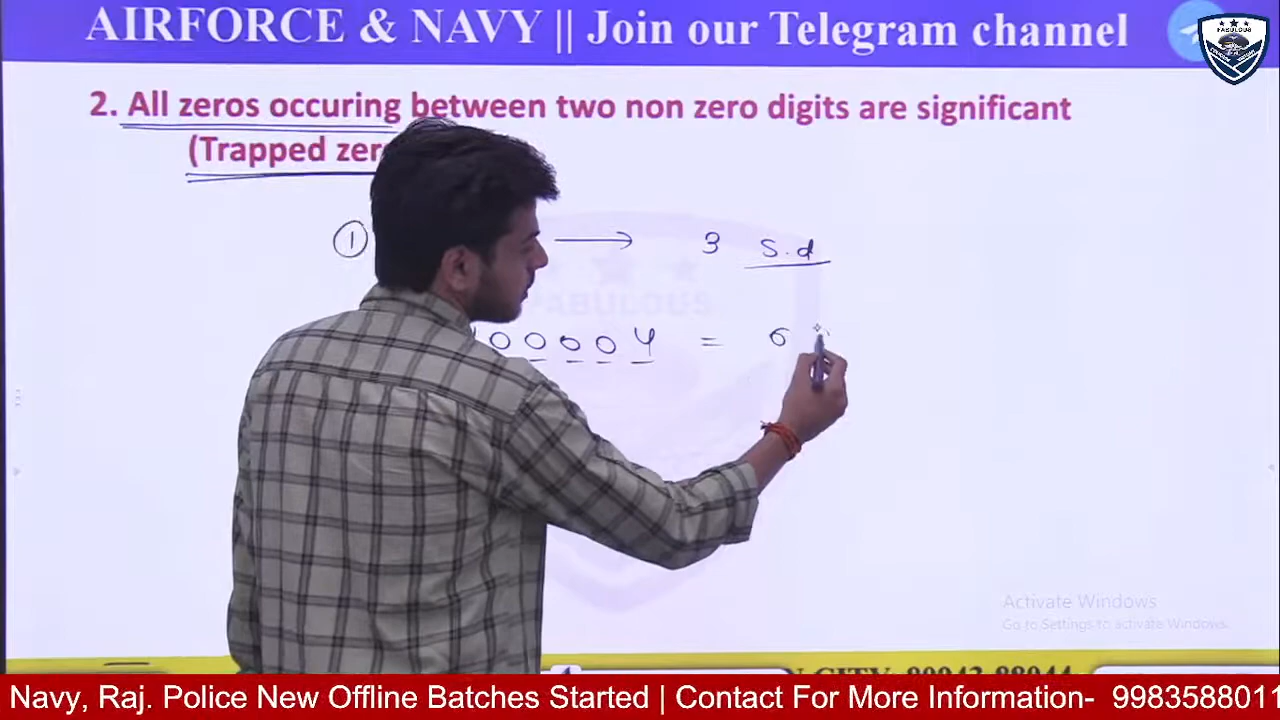 AIRFORCE & NAVY || Join our Telegram channel
FABULOUS
2. All zeros occuring between two non zero digits are significant
(Trapped
① → 3 S.d
00004 = 6
FABULOUS
Activate Windows
Go to Settings to activate Windows.
Navy, Raj. Police New Offline Batches Started | Contact For More Information- 9983588011